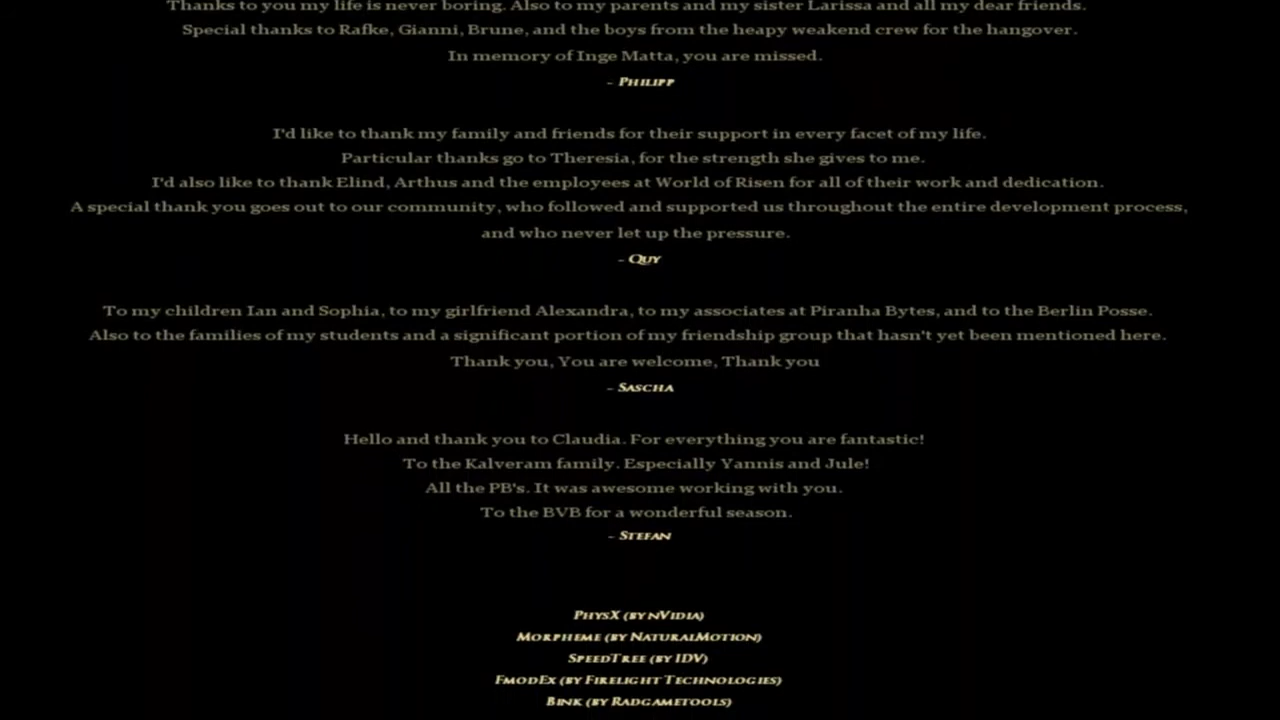 Thanks to you my life is never boring. Also to my parents and my sister Larissa and all my dear friends.
Special thanks to Rafke, Gianni, Brune, and the boys from the heapy weakend crew for the hangover.
In memory of Inge Matta, you are missed.
- Philipp
I'd like to thank my family and friends for their support in every facet of my life.
Particular thanks go to Theresia, for the strength she gives to me.
I'd also like to thank Elind, Arthus and the employees at World of Risen for all of their work and dedication.
A special thank you goes out to our community, who followed and supported us throughout the entire development process,
and who never let up the pressure.
- Quy
To my children Ian and Sophia, to my girlfriend Alexandra, to my associates at Piranha Bytes, and to the Berlin Posse.
Also to the families of my students and a significant portion of my friendship group that hasn't yet been mentioned here.
Thank you, You are welcome, Thank you
- Sascha
Hello and thank you to Claudia. For everything you are fantastic!
To the Kalveram family. Especially Yannis and Jule!
All the PB's. It was awesome working with you.
To the BVB for a wonderful season.
- Stefan
PhysX (by nVidia)
Morpheme (by NaturalMotion)
SpeedTree (by IDV)
FmodEx (by Firelight Technologies)
Bink (by Radgametools)